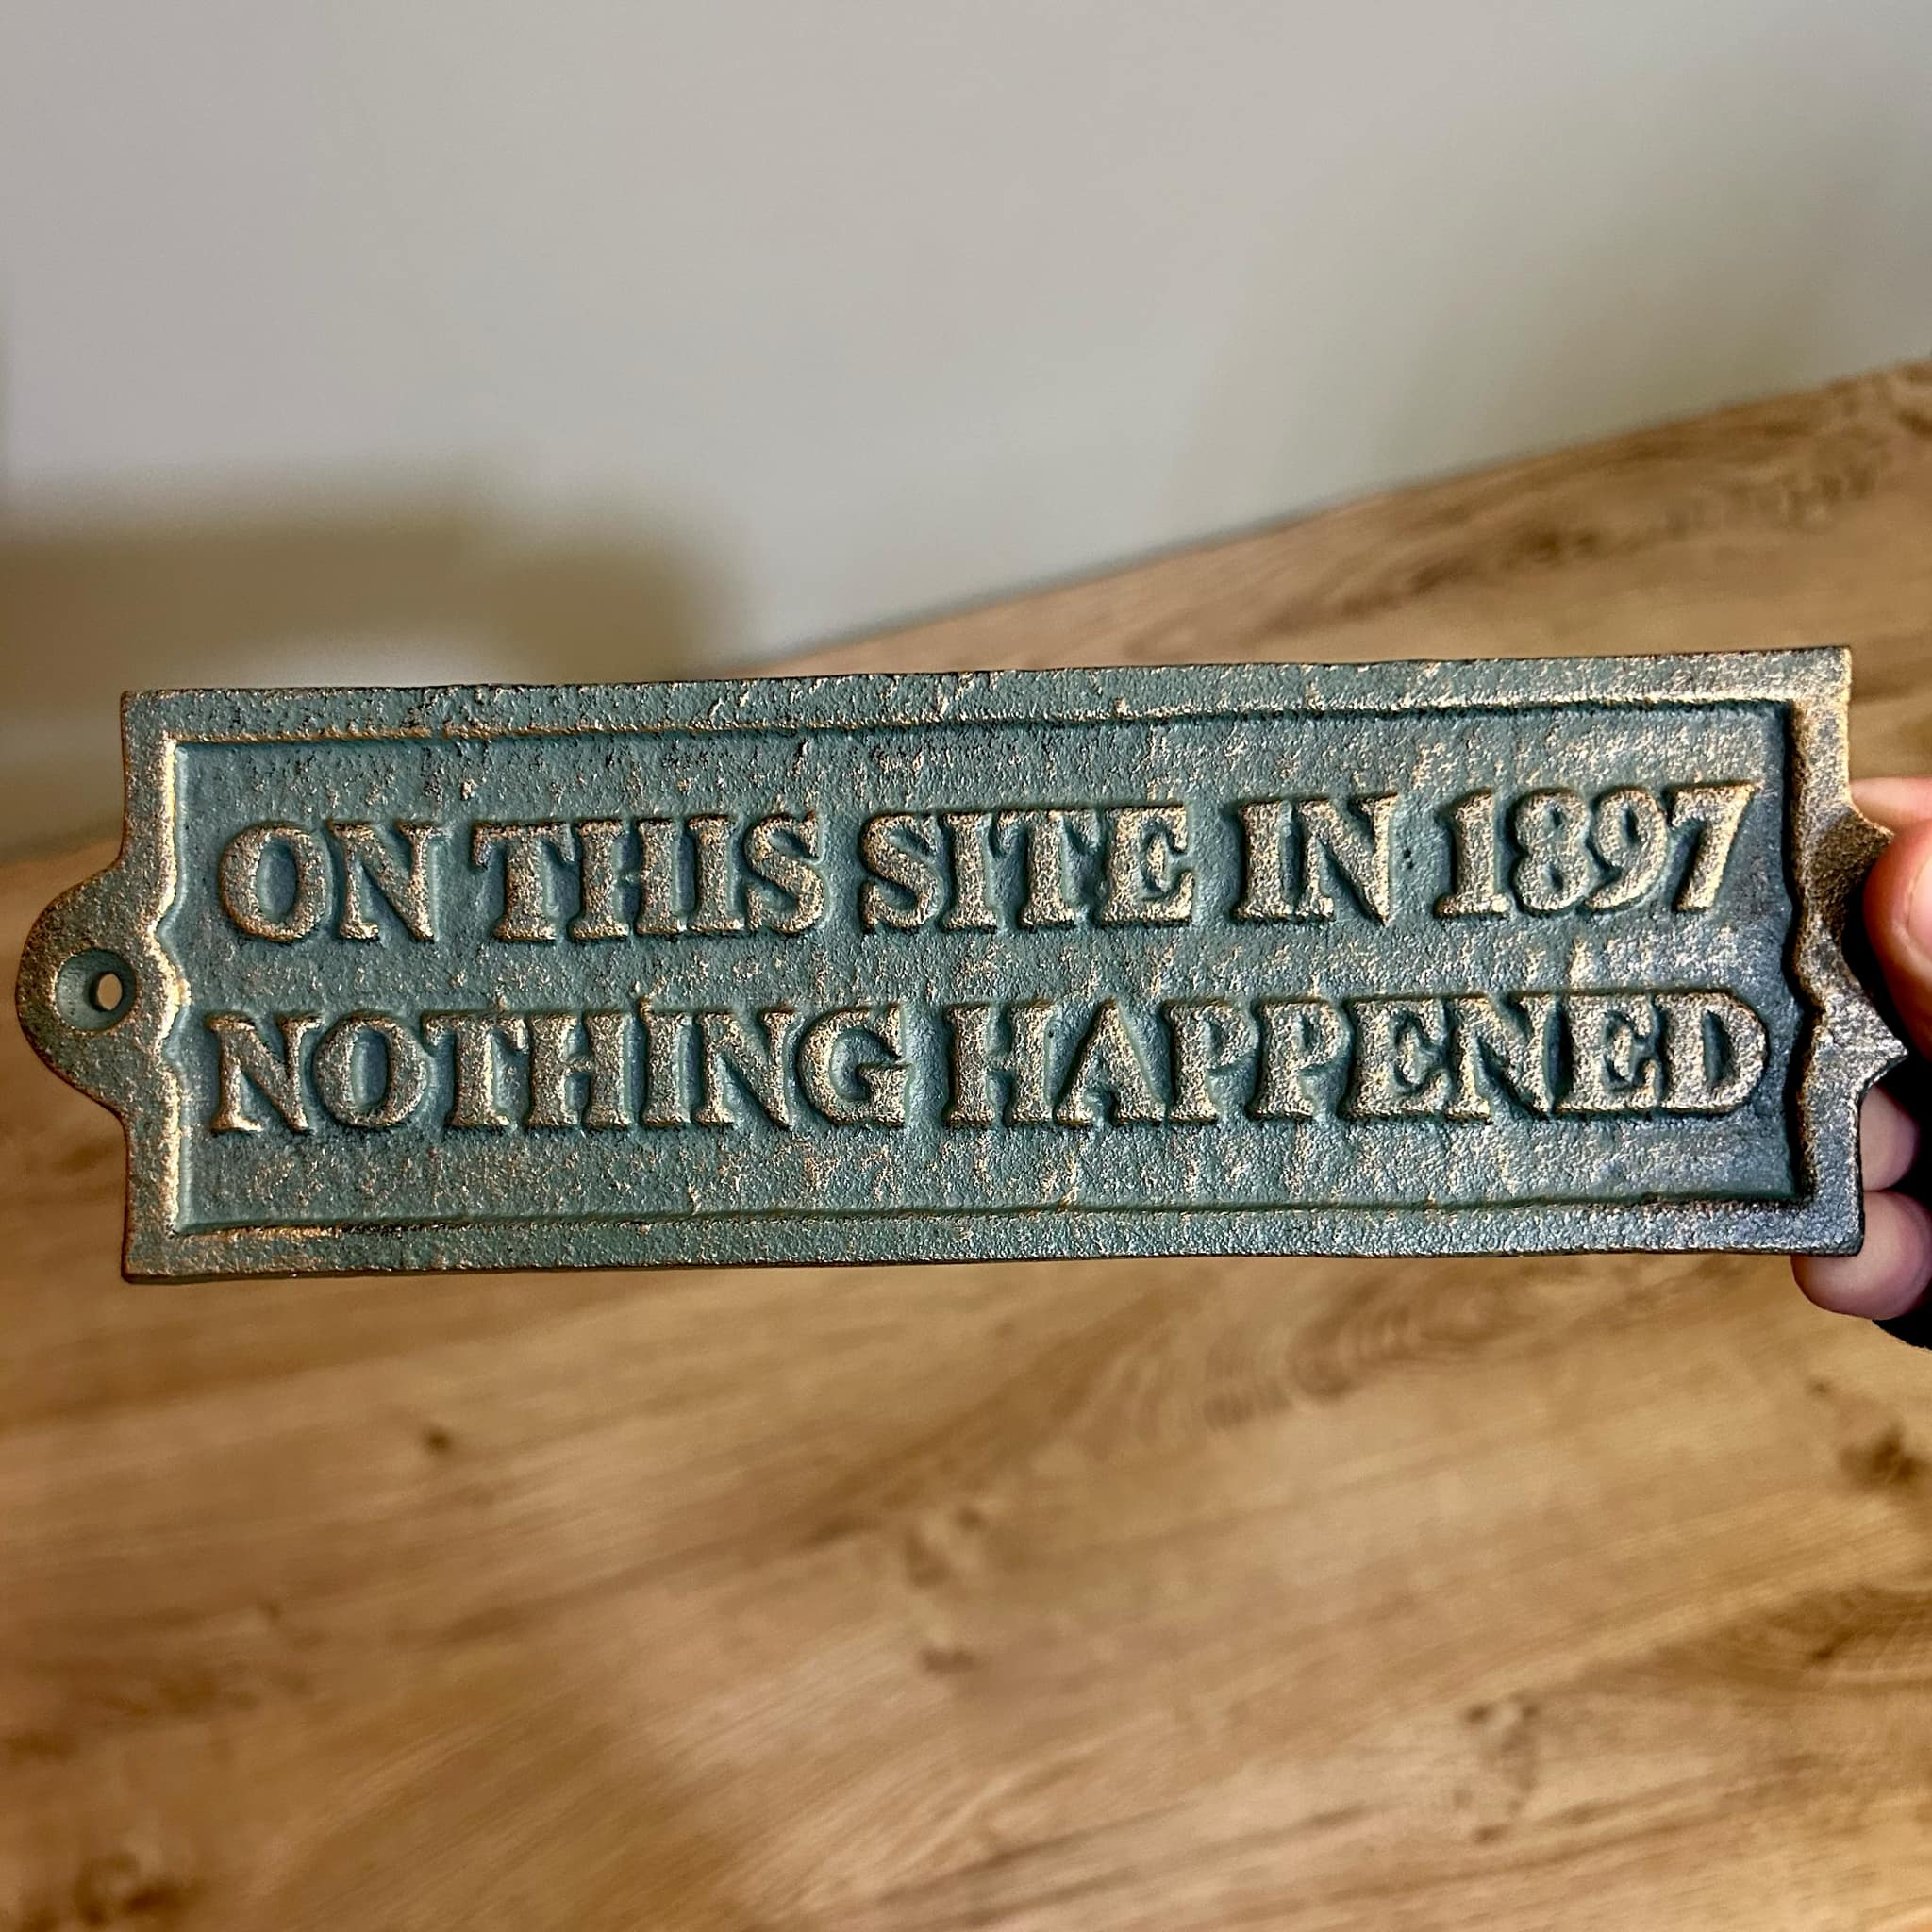 ON THIS SITE IN 1897
NOTHING HAPPENED